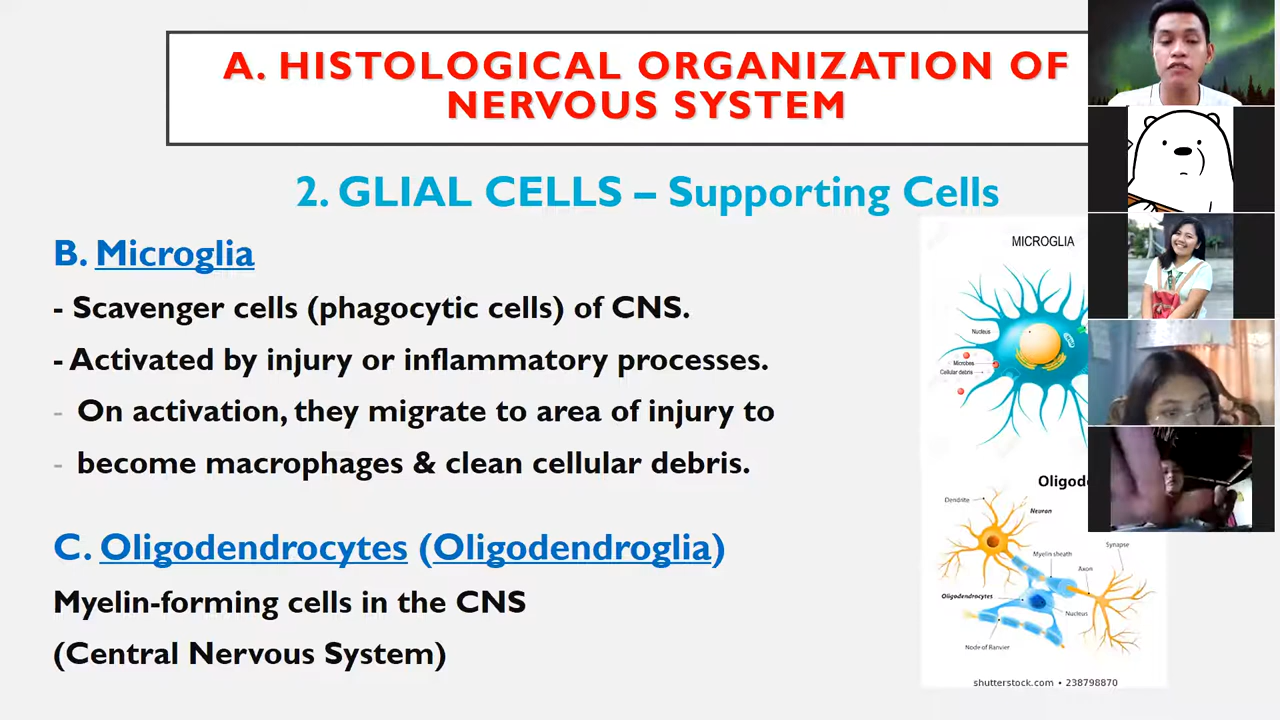 A. HISTOLOGICAL ORGANIZATION OF
NERVOUS SYSTEM
2. GLIAL CELLS – Supporting Cells
B. Microglia
- Scavenger cells (phagocytic cells) of CNS.
- Activated by injury or inflammatory processes.
- On activation, they migrate to area of injury to
- become macrophages & clean cellular debris.
C. Oligodendrocytes (Oligodendroglia)
Myelin-forming cells in the CNS
(Central Nervous System)
MICROGLIA
Nucleus
Microbes
Cellular debris
Oligode
Dendrite
Neuron
Myelin sheath
Synapse
Axon
Oligodendrocytes
Nucleus
Node of Ranvier
shutterstock.com • 238798870